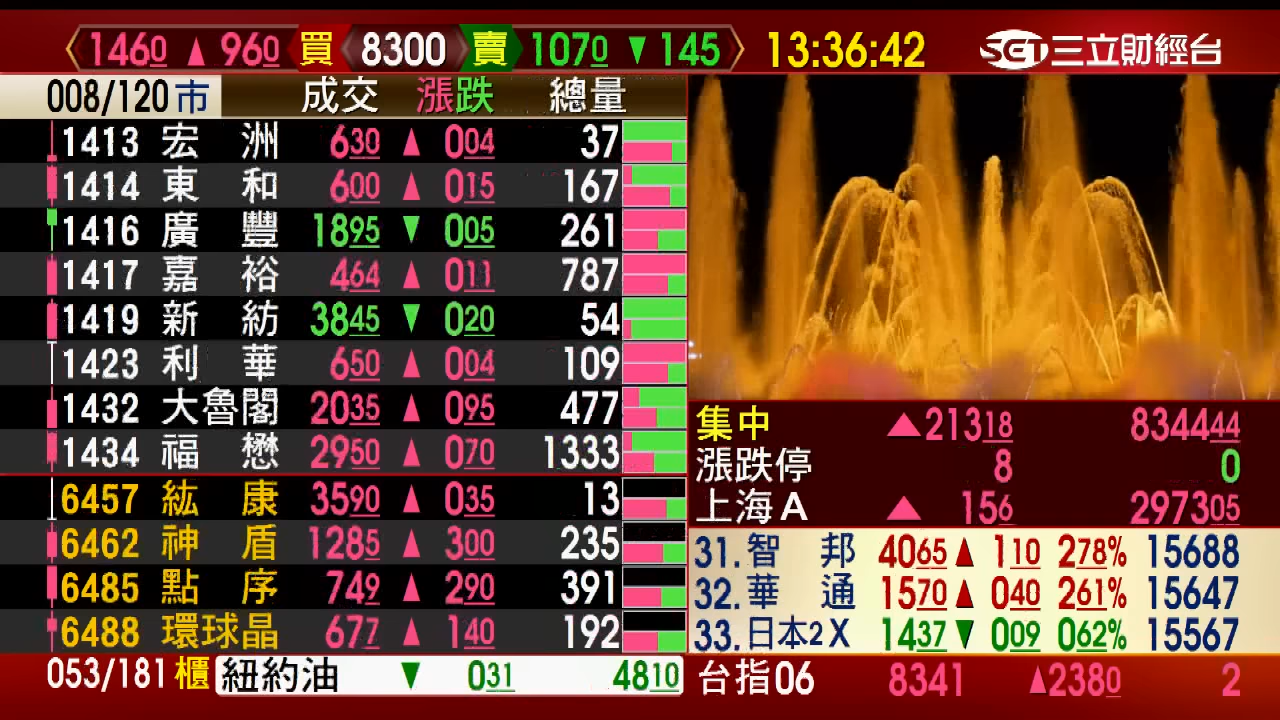 1460 ▲ 960 買 8300 賣 1070 ▼ 145 13:36:42 SET 三立財經台
008/120 市 成交 漲跌 總量
1413 宏洲 630 ▲ 004 37
1414 東和 600 ▲ 015 167
1416 廣豐 1895 ▼ 005 261
1417 嘉裕 464 ▲ 011 787
1419 新紡 3845 ▼ 020 54
1423 利華 650 ▲ 004 109
1432 大魯閣 2035 ▲ 095 477
1434 福懋 2950 ▲ 070 1333
6457 紘康 3590 ▲ 035 13
6462 神盾 1285 ▲ 300 235
6485 點序 749 ▲ 290 391
6488 環球晶 677 ▲ 140 192
053/181 櫃 紐約油 ▼ 031 4810
集中 ▲21318 834444
漲跌停 8 0
上海A ▲ 156 297305
31.智邦 4065 ▲ 110 278% 15688
32.華通 1570 ▲ 040 261% 15647
33.日本2X 1437 ▼ 009 062% 15567
台指06 8341 ▲2380 2